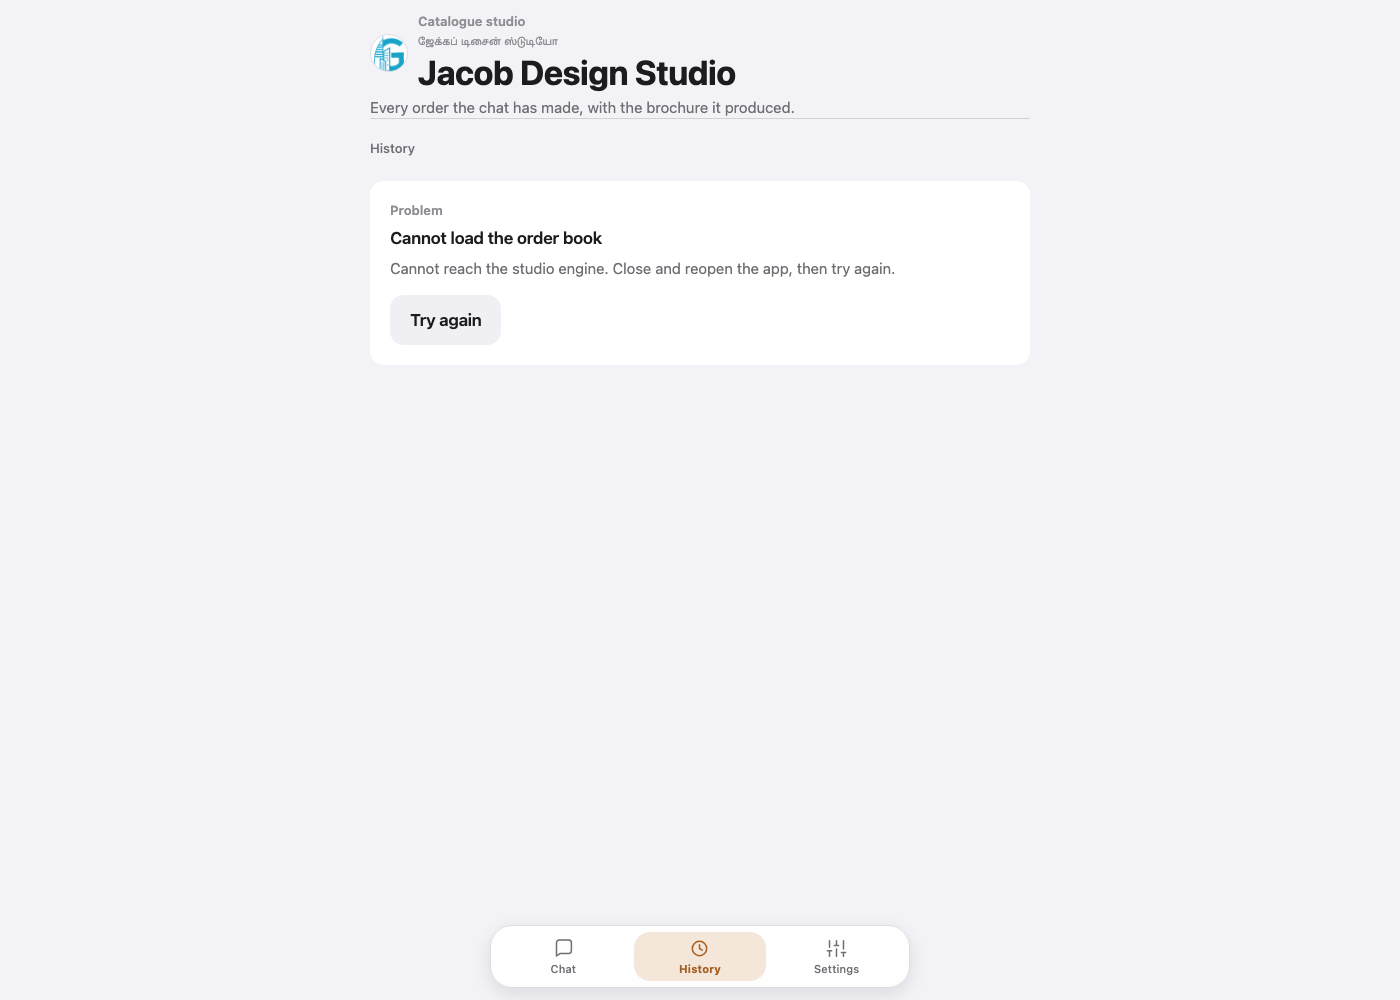 Catalogue studio
ஜேக்கப் டிசைன் ஸ்டுடியோ
Jacob Design Studio
Every order the chat has made, with the brochure it produced.
History
Problem
Cannot load the order book
Cannot reach the studio engine. Close and reopen the app, then try again.
Try again
Chat
History
Settings